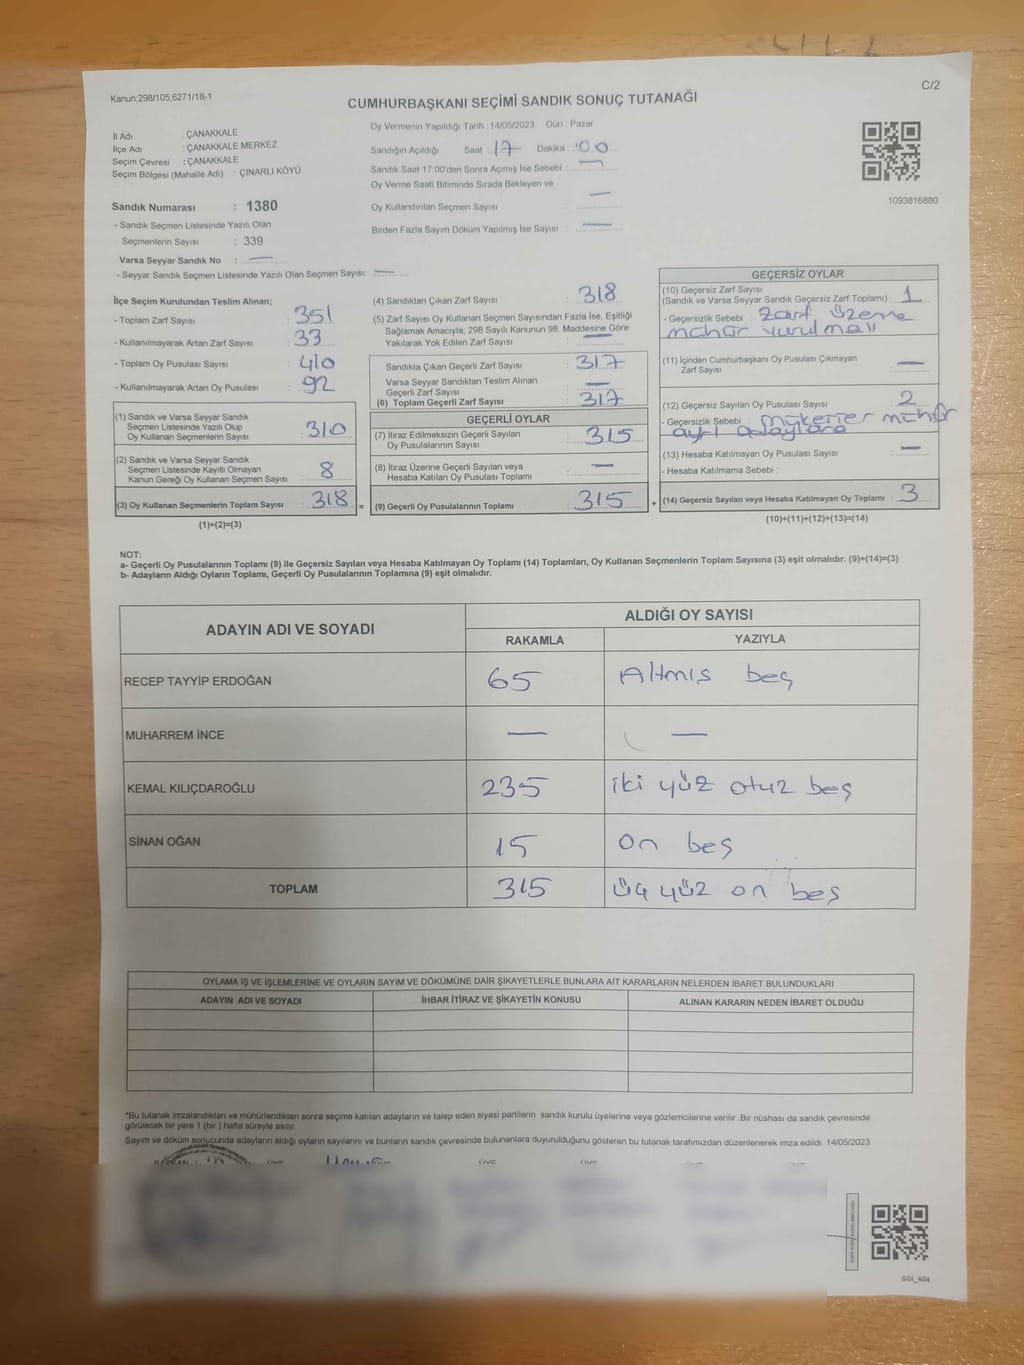 Kanun;298/105;6271/18-1
C/2
CUMHURBAŞKANI SEÇİMİ SANDIK SONUÇ TUTANAĞI
İl Adı : ÇANAKKALE
İlçe Adı : ÇANAKKALE MERKEZ
Seçim Çevresi : ÇANAKKALE
Seçim Bölgesi (Mahalle Adı) : ÇINARLI KÖYÜ
Sandık Numarası : 1380
- Sandık Seçmen Listesinde Yazılı Olan
Seçmenlerin Sayısı : 339
Varsa Seyyar Sandık No : —
- Seyyar Sandık Seçmen Listesinde Yazılı Olan Seçmen Sayısı: —
Oy Vermenin Yapıldığı Tarih : 14/05/2023 Gün : Pazar
Sandığın Açıldığı Saat : 17 Dakika : 00
Sandık Saat 17:00'den Sonra Açımış İse Sebebi : —
Oy Verme Saati Bitiminde Sırada Bekleyen ve
Oy Kullandırılan Seçmen Sayısı : —
Birden Fazla Sayım Döküm Yapılmış İse Sayısı : —
1093816880
İlçe Seçim Kurulundan Teslim Alınan;
- Toplam Zarf Sayısı : 351
- Kullanılmayarak Artan Zarf Sayısı : 33
- Toplam Oy Pusulası Sayısı : 410
- Kullanılmayarak Artan Oy Pusulası : 92
(1) Sandık ve Varsa Seyyar Sandık
Seçmen Listesinde Yazılı Olup
Oy Kullanan Seçmenlerin Sayısı : 310
(2) Sandık ve Varsa Seyyar Sandık
Seçmen Listesinde Kayıtlı Olmayan
Kanun Gereği Oy Kullanan Seçmen Sayısı : 8
(3) Oy Kullanan Seçmenlerin Toplam Sayısı : 318 =
(1)+(2)=(3)
(4) Sandıktan Çıkan Zarf Sayısı : 318
(5) Zarf Sayısı Oy Kullanan Seçmen Sayısından Fazla İse, Eşitliği
Sağlamak Amacıyla, 298 Sayılı Kanunun 98. Maddesine Göre
Yakılarak Yok Edilen Zarf Sayısı : —
Sandıkta Çıkan Geçerli Zarf Sayısı : 317
Varsa Seyyar Sandıktan Teslim Alınan
Geçerli Zarf Sayısı : —
(6) Toplam Geçerli Zarf Sayısı : 317
GEÇERLİ OYLAR
(7) İtiraz Edilmeksizin Geçerli Sayılan
Oy Pusulalarının Sayısı : 315
(8) İtiraz Üzerine Geçerli Sayılan veya
Hesaba Katılan Oy Pusulası Toplamı : —
(9) Geçerli Oy Pusulalarının Toplamı : 315 +
GEÇERSİZ OYLAR
(10) Geçersiz Zarf Sayısı
(Sandık ve Varsa Seyyar Sandık Geçersiz Zarf Toplamı) : 1
- Geçersizlik Sebebi : Zarf üzerine
mühür vurulması
(11) İçinden Cumhurbaşkanı Oy Pusulası Çıkmayan
Zarf Sayısı : —
(12) Geçersiz Sayılan Oy Pusulası Sayısı : 2
- Geçersizlik Sebebi : mükerrer mühür
ayrı adaylara
(13) Hesaba Katılmayan Oy Pusulası Sayısı : —
- Hesaba Katılmama Sebebi :
(14) Geçersiz Sayılan veya Hesaba Katılmayan Oy Toplamı : 3
(10)+(11)+(12)+(13)=(14)
NOT:
a- Geçerli Oy Pusulalarının Toplamı (9) ile Geçersiz Sayılan veya Hesaba Katılmayan Oy Toplamı (14) Toplamları, Oy Kullanan Seçmenlerin Toplam Sayısına (3) eşit olmalıdır. (9)+(14)=(3)
b- Adayların Aldığı Oyların Toplamı, Geçerli Oy Pusulalarının Toplamına (9) eşit olmalıdır.
ADAYIN ADI VE SOYADI
ALDIĞI OY SAYISI
RAKAMLA YAZIYLA
RECEP TAYYİP ERDOĞAN 65 Altmış beş
MUHARREM İNCE — —
KEMAL KILIÇDAROĞLU 235 iki yüz otuz beş
SİNAN OĞAN 15 on beş
TOPLAM 315 üç yüz on beş
OYLAMA İŞ VE İŞLEMLERİNE VE OYLARIN SAYIM VE DÖKÜMÜNE DAİR ŞİKAYETLERLE BUNLARA AİT KARARLARIN NELERDEN İBARET BULUNDUKLARI
ADAYIN ADI VE SOYADI İHBAR İTİRAZ VE ŞİKAYETİN KONUSU ALINAN KARARIN NEDEN İBARET OLDUĞU
*Bu tutanak imzalandıktan ve mühürlendikten sonra seçime katılan adayların ve talep eden siyasi partilerin sandık kurulu üyelerine veya gözlemcilerine verilir. Bir nüshası da sandık çevresinde
görülecek bir yere 1 (bir) hafta süreyle asılır.
Sayım ve döküm sonucunda adayların aldığı oyların sayılarını ve bunların sandık çevresinde bulunanlara duyurulduğunu gösteren bu tutanak tarafımızdan düzenlenerek imza edildi. 14/05/2023
SSI_404